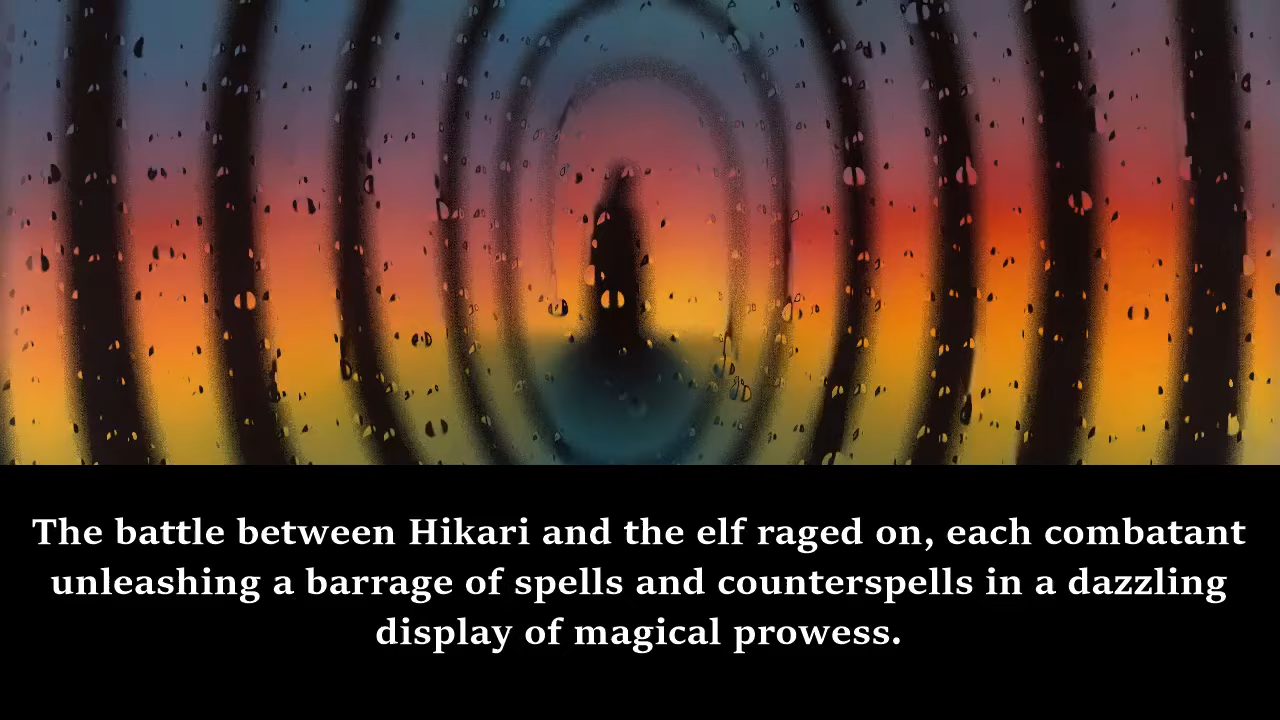 The battle between Hikari and the elf raged on, each combatant
unleashing a barrage of spells and counterspells in a dazzling
display of magical prowess.